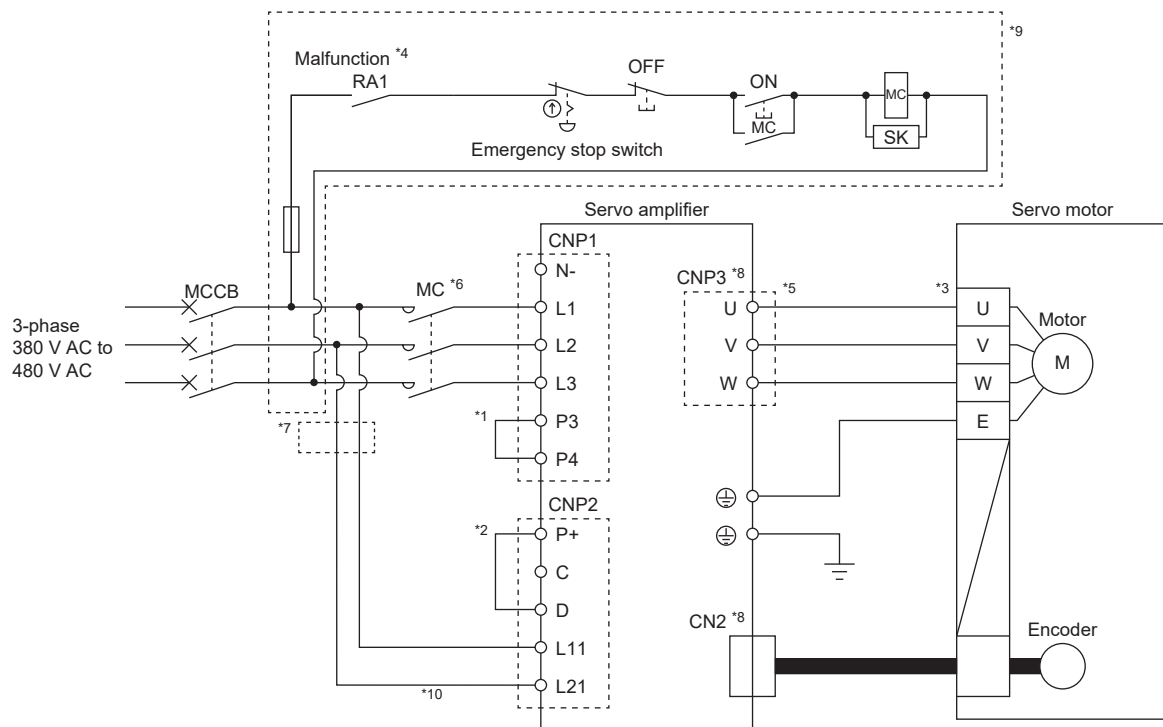 *9
Malfunction *4
RA1
OFF
ON
MC
MC
SK
Emergency stop switch
Servo amplifier
Servo motor
CNP1
N-
CNP3 *8
MCCB
MC *6
L1
U
*5
*3
U
Motor
3-phase
380 V AC to
480 V AC
L2
V
V
M
L3
W
W
*1
P3
E
*7
P4
CNP2
*2
P+
C
D
CN2 *8
Encoder
L11
*10
L21